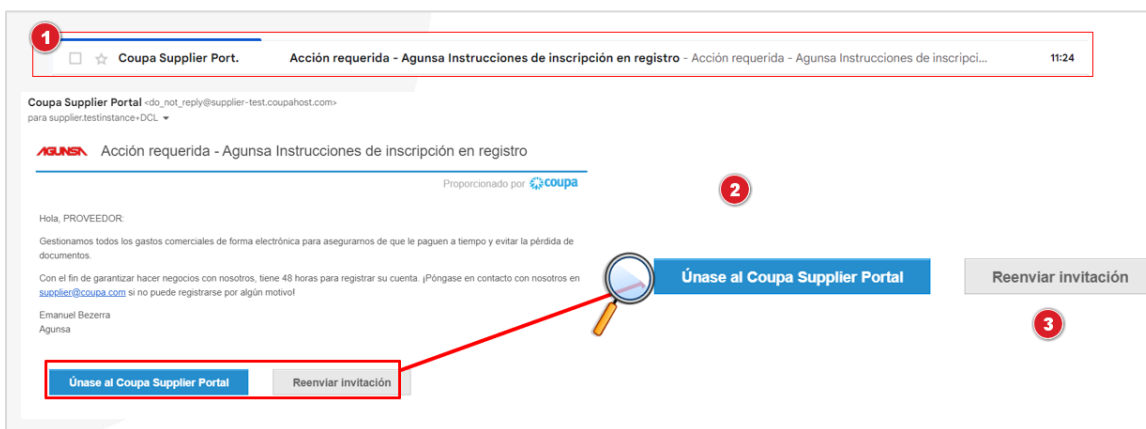 1
Coupa Supplier Port. Acción requerida - Agunsa Instrucciones de inscripción en registro - Acción requerida - Agunsa Instrucciones de inscripci... 11:24
Coupa Supplier Portal <do_not_reply@supplier-test.coupahost.com>
para supplier.testinstance+DCL
AGUNSA Acción requerida - Agunsa Instrucciones de inscripción en registro
Proporcionado por coupa
Hola, PROVEEDOR:
Gestionamos todos los gastos comerciales de forma electrónica para asegurarnos de que le paguen a tiempo y evitar la pérdida de
documentos.
Con el fin de garantizar hacer negocios con nosotros, tiene 48 horas para registrar su cuenta. ¡Póngase en contacto con nosotros en
supplier@coupa.com si no puede registrarse por algún motivo!
Emanuel Bezerra
Agunsa
Únase al Coupa Supplier Portal Reenviar invitación
2
Únase al Coupa Supplier Portal Reenviar invitación
3